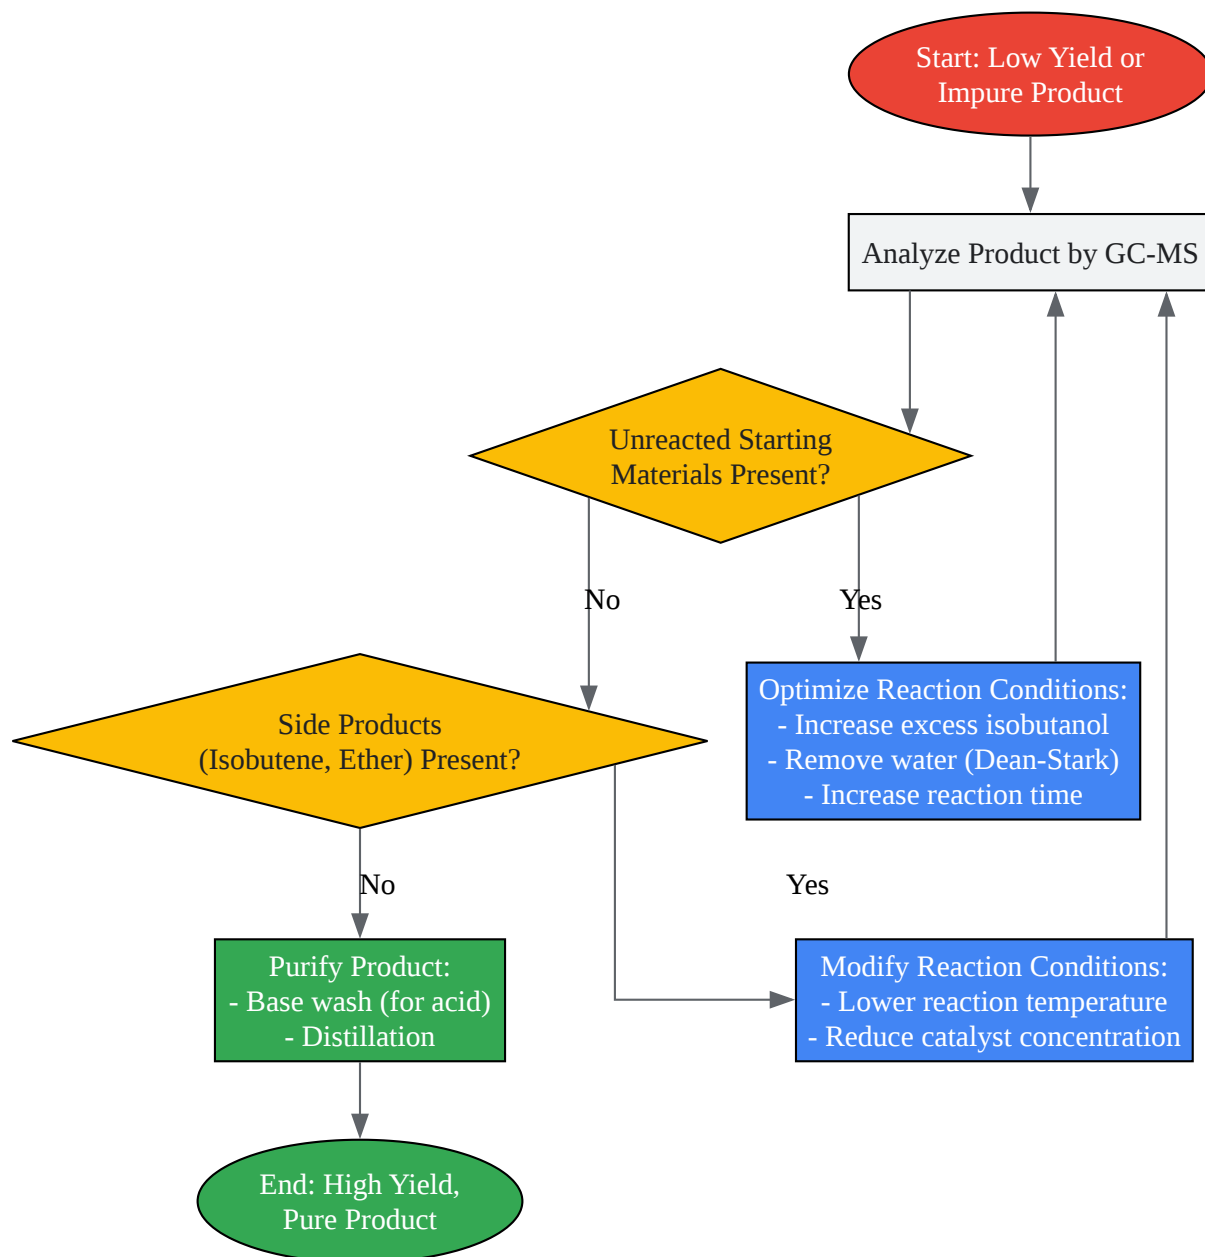 Start: Low Yield or
Impure Product
Analyze Product by GC-MS
Unreacted Starting
Materials Present?
No
Yes
Optimize Reaction Conditions:
- Increase excess isobutanol
- Remove water (Dean-Stark)
- Increase reaction time
Side Products
(Isobutene, Ether) Present?
No
Yes
Purify Product:
- Base wash (for acid)
- Distillation
Modify Reaction Conditions:
- Lower reaction temperature
- Reduce catalyst concentration
End: High Yield,
Pure Product